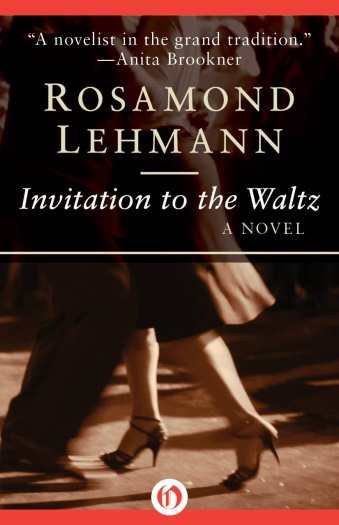 “A novelist in the grand tradition.”
—Anita Brookner
ROSAMOND
LEHMANN
Invitation to the Waltz
A NOVEL